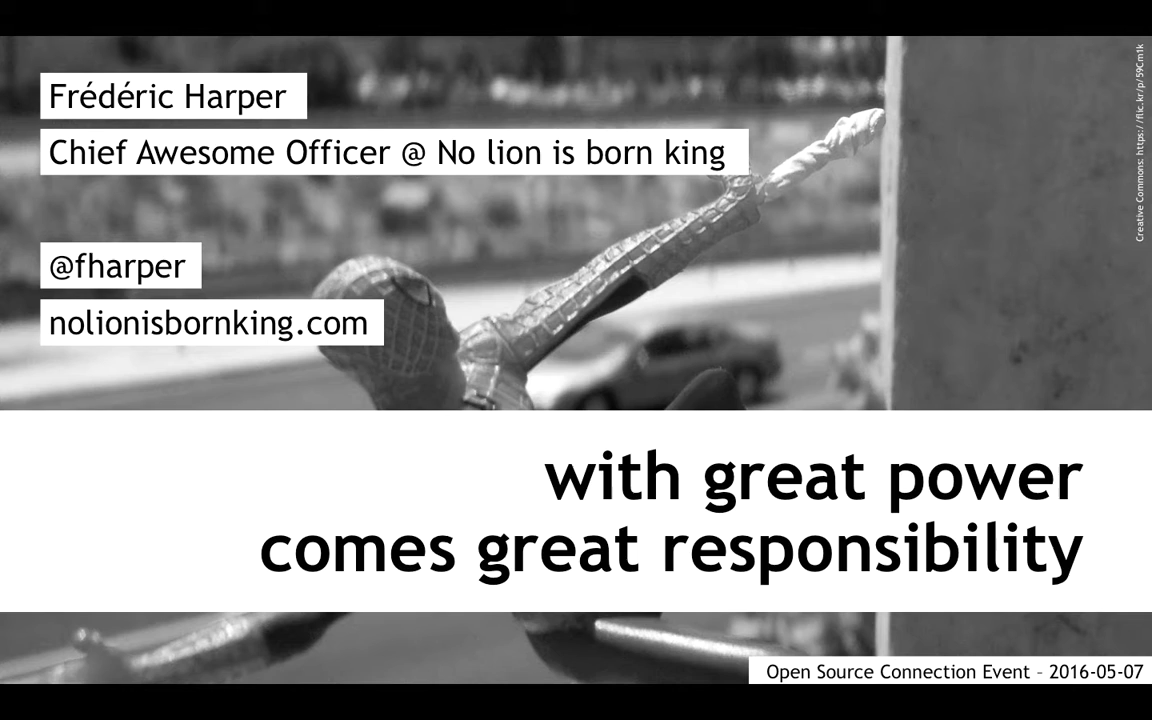 Frédéric Harper
Chief Awesome Officer @ No lion is born king
@fharper
nolionisbornking.com
Creative Commons: https://flic.kr/p/59Cm1k
with great power
comes great responsibility
Open Source Connection Event – 2016-05-07